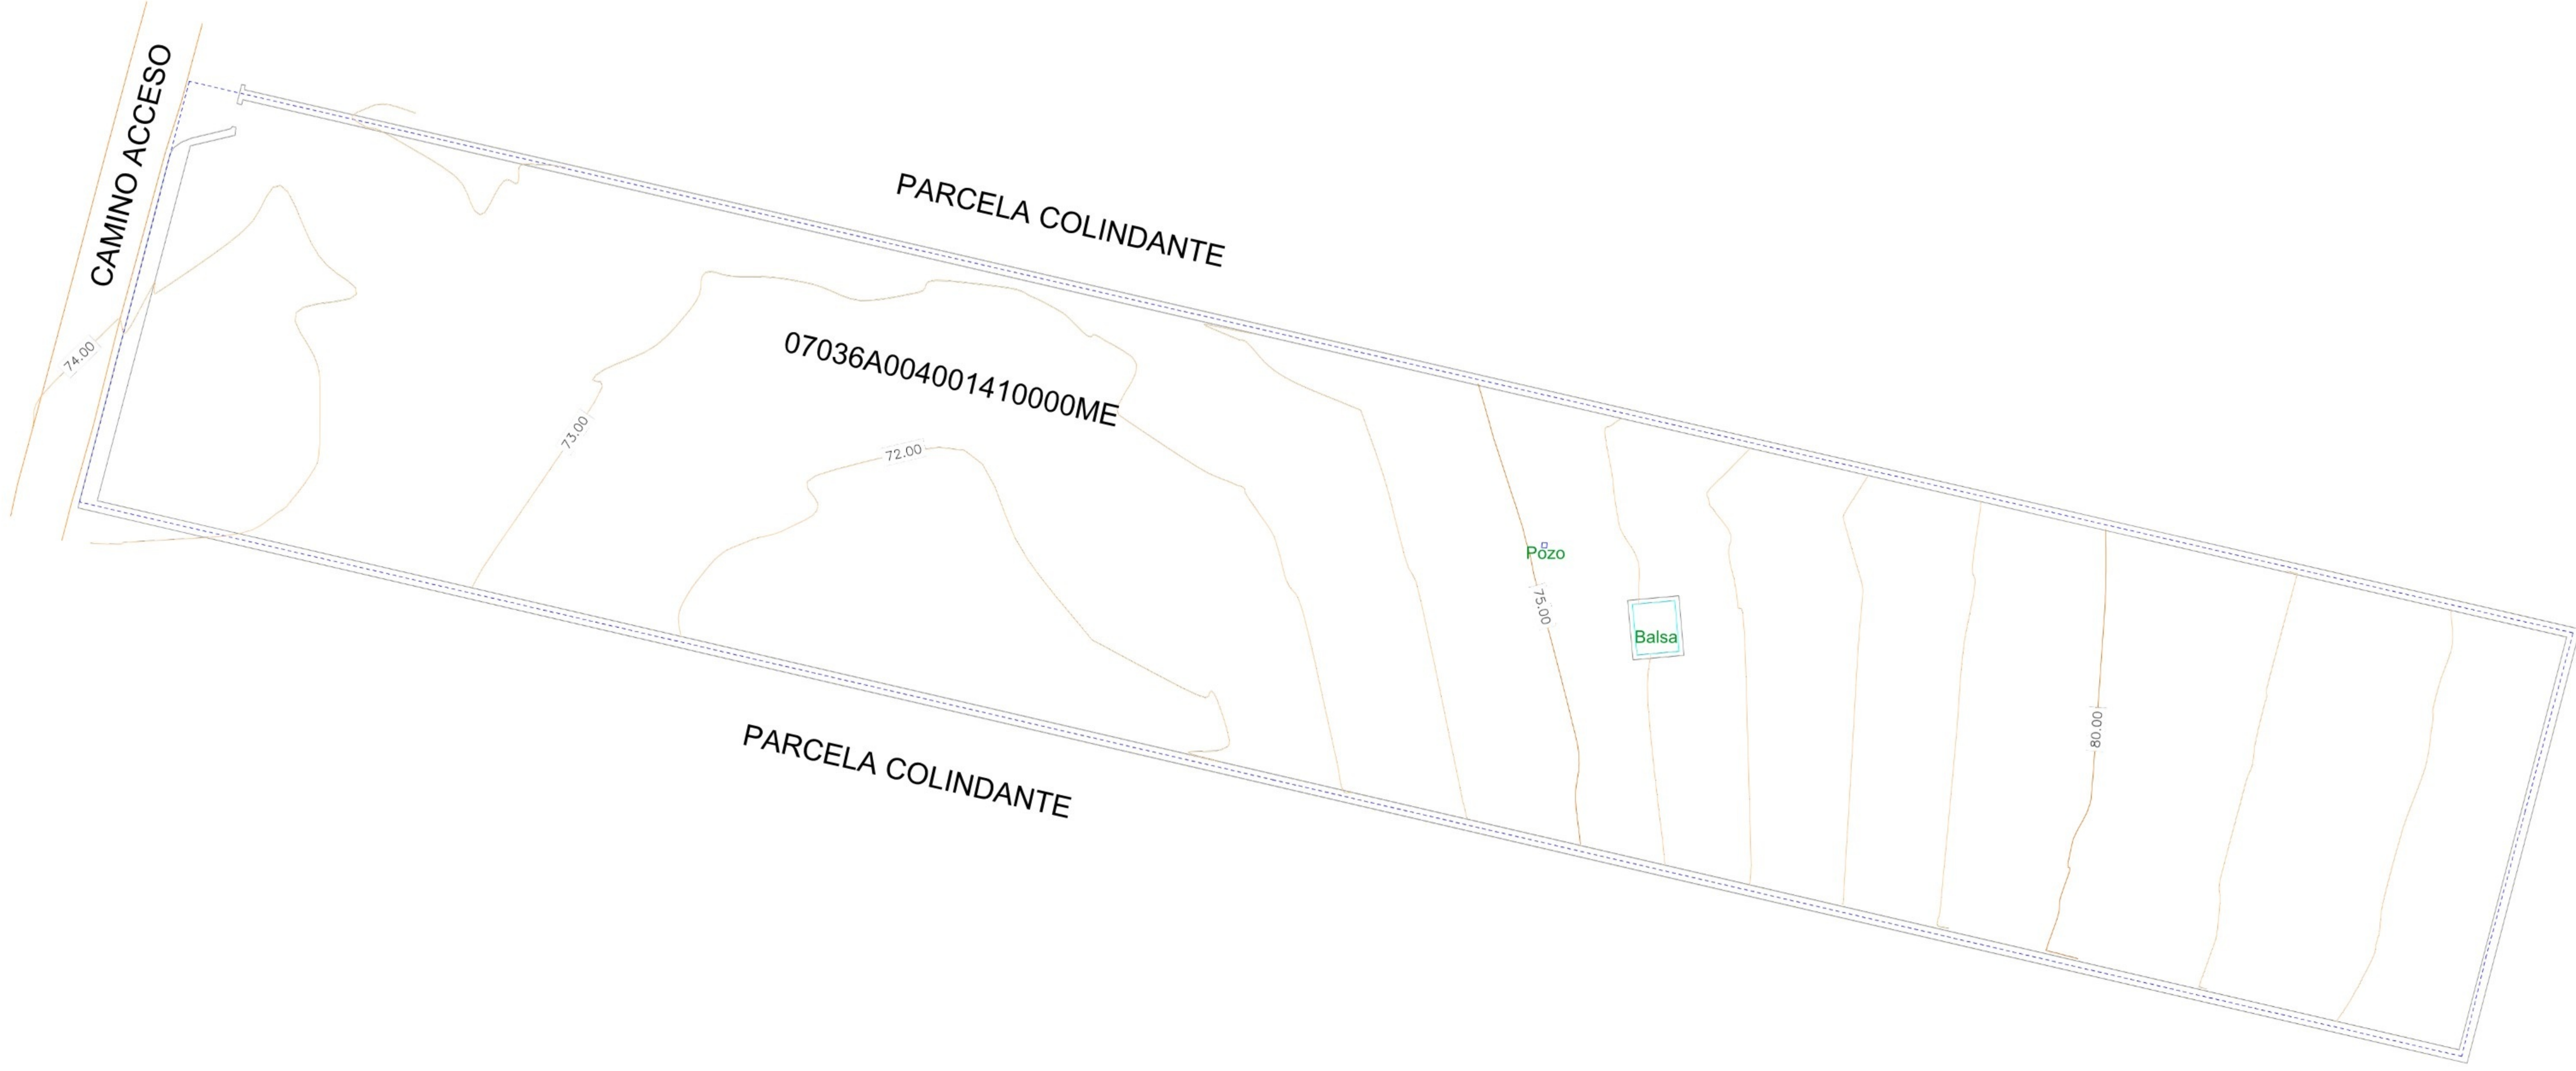 CAMINO ACCESO
PARCELA COLINDANTE
07036A004001410000ME
74.00
73.00
72.00
Pozo
75.00
Balsa
80.00
PARCELA COLINDANTE